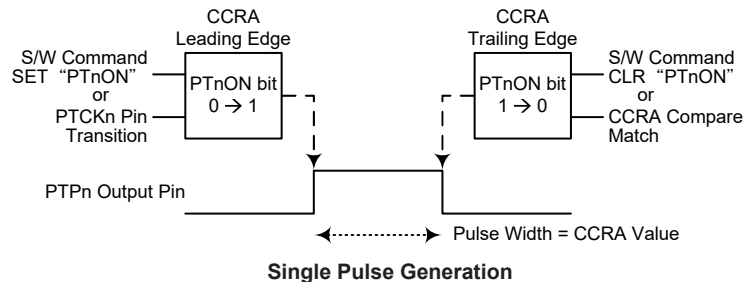 CCRA
Leading Edge
S/W Command
SET “PTnON”
or
PTCKn Pin
Transition
PTnON bit
0 → 1
CCRA
Trailing Edge
PTnON bit
1 → 0
S/W Command
CLR “PTnON”
or
CCRA Compare
Match
PTPn Output Pin
Pulse Width = CCRA Value
Single Pulse Generation